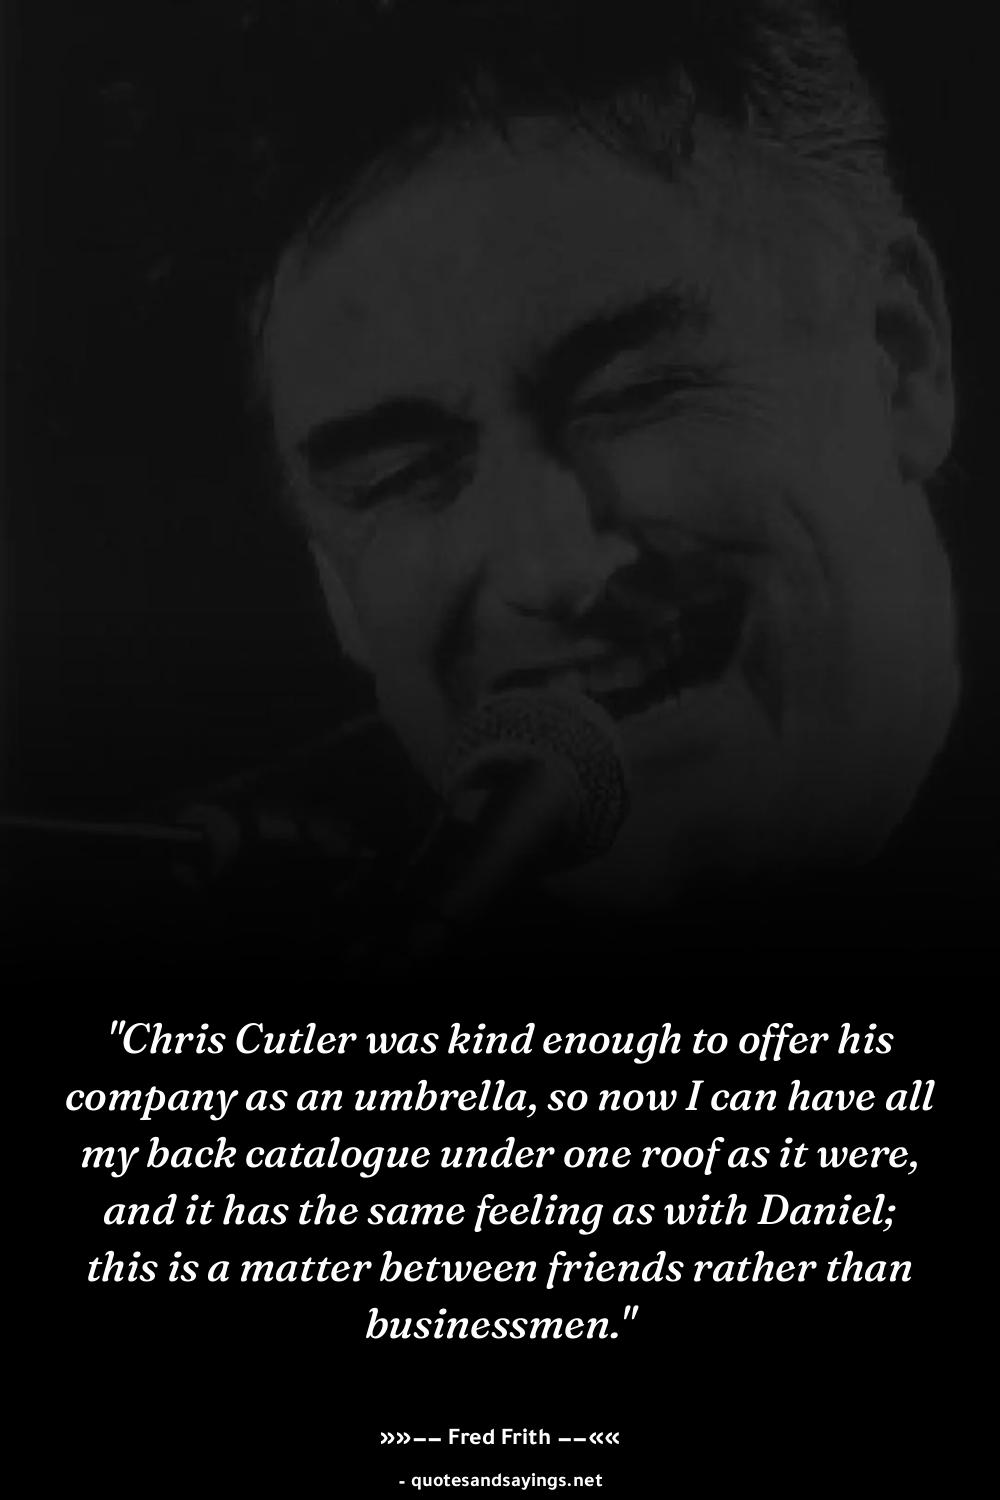 "Chris Cutler was kind enough to offer his
company as an umbrella, so now I can have all
my back catalogue under one roof as it were,
and it has the same feeling as with Daniel;
this is a matter between friends rather than
businessmen."
»»–– Fred Frith ––««
- quotesandsayings.net